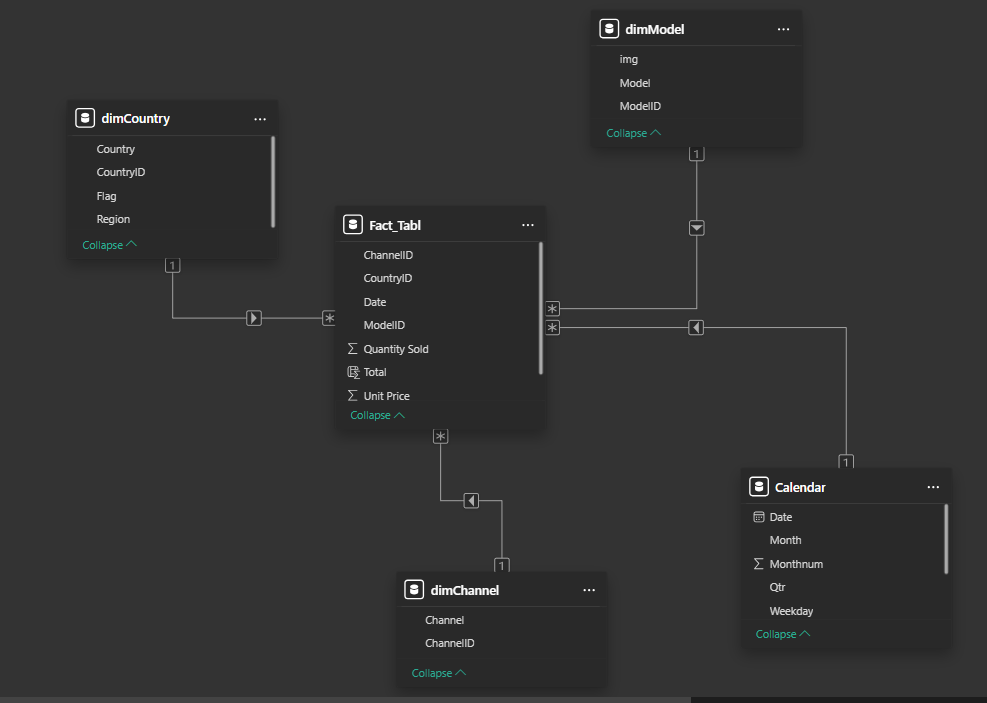 dimModel
img
Model
ModelID
Collapse
1
dimCountry
Country
CountryID
Flag
Region
Collapse
1
*
Fact_Tabl
ChannelID
CountryID
Date
ModelID
Quantity Sold
Total
Unit Price
Collapse
*
*
*
1
Calendar
Date
Month
Monthnum
Qtr
Weekday
Collapse
1
dimChannel
Channel
ChannelID
Collapse